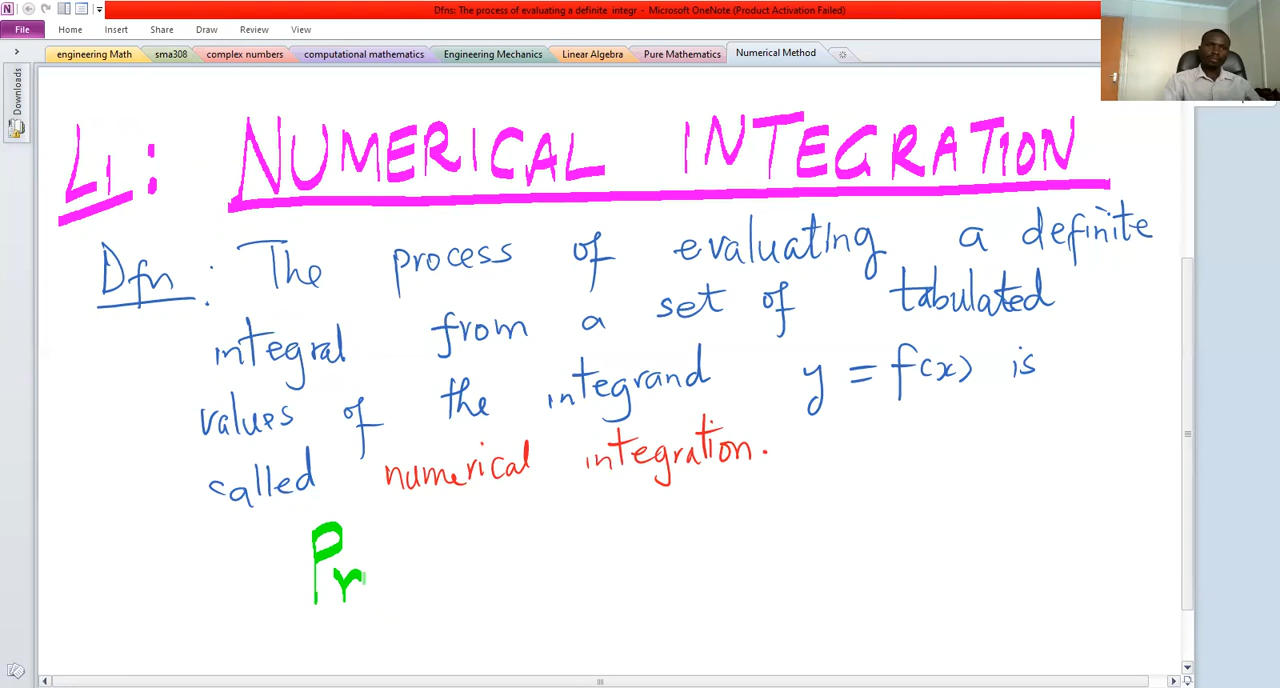 Dfns: The process of evaluating a definite integr - Microsoft OneNote (Product Activation Failed)
File Home Insert Share Draw Review View
engineering Math sma308 complex numbers computational mathematics Engineering Mechanics Linear Algebra Pure Mathematics Numerical Method
Downloads
L1: NUMERICAL INTEGRATION
Dfn: The process of evaluating a definite
integral from a set of tabulated
values of the integrand y = f(x) is
called numerical integration.
Pr